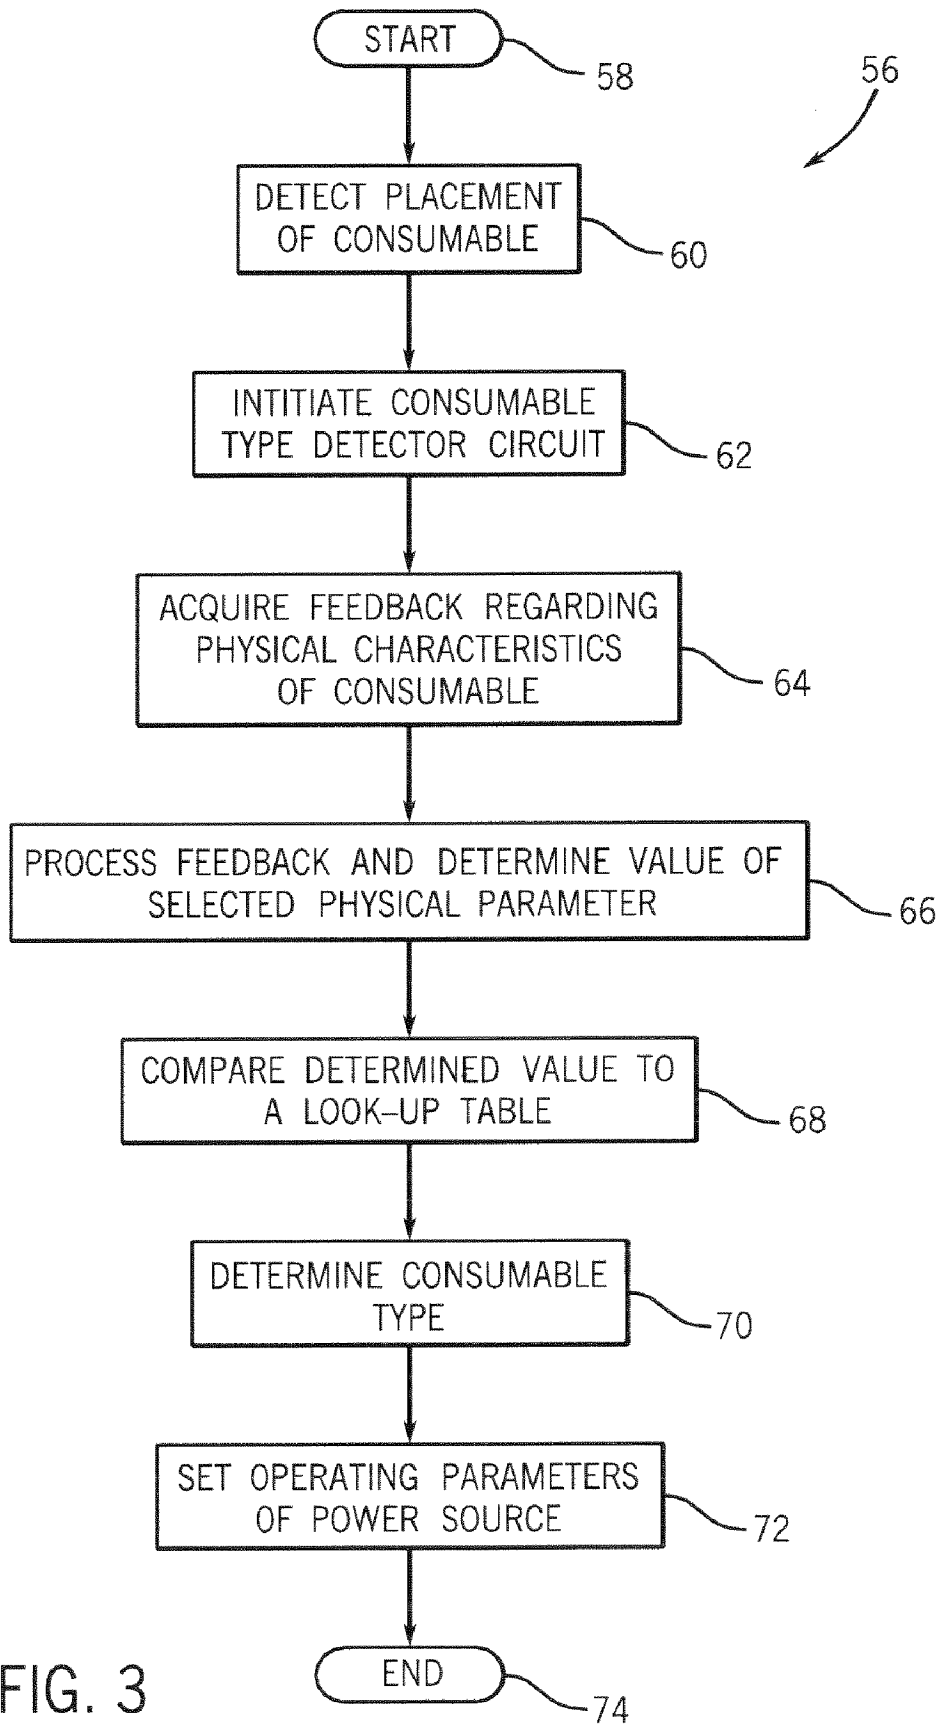 START
58
56
DETECT PLACEMENT
OF CONSUMABLE
60
INTITIATE CONSUMABLE
TYPE DETECTOR CIRCUIT
62
ACQUIRE FEEDBACK REGARDING
PHYSICAL CHARACTERISTICS
OF CONSUMABLE
64
PROCESS FEEDBACK AND DETERMINE VALUE OF
SELECTED PHYSICAL PARAMETER
66
COMPARE DETERMINED VALUE TO
A LOOK-UP TABLE
68
DETERMINE CONSUMABLE
TYPE
70
SET OPERATING PARAMETERS
OF POWER SOURCE
72
END
74
FIG. 3